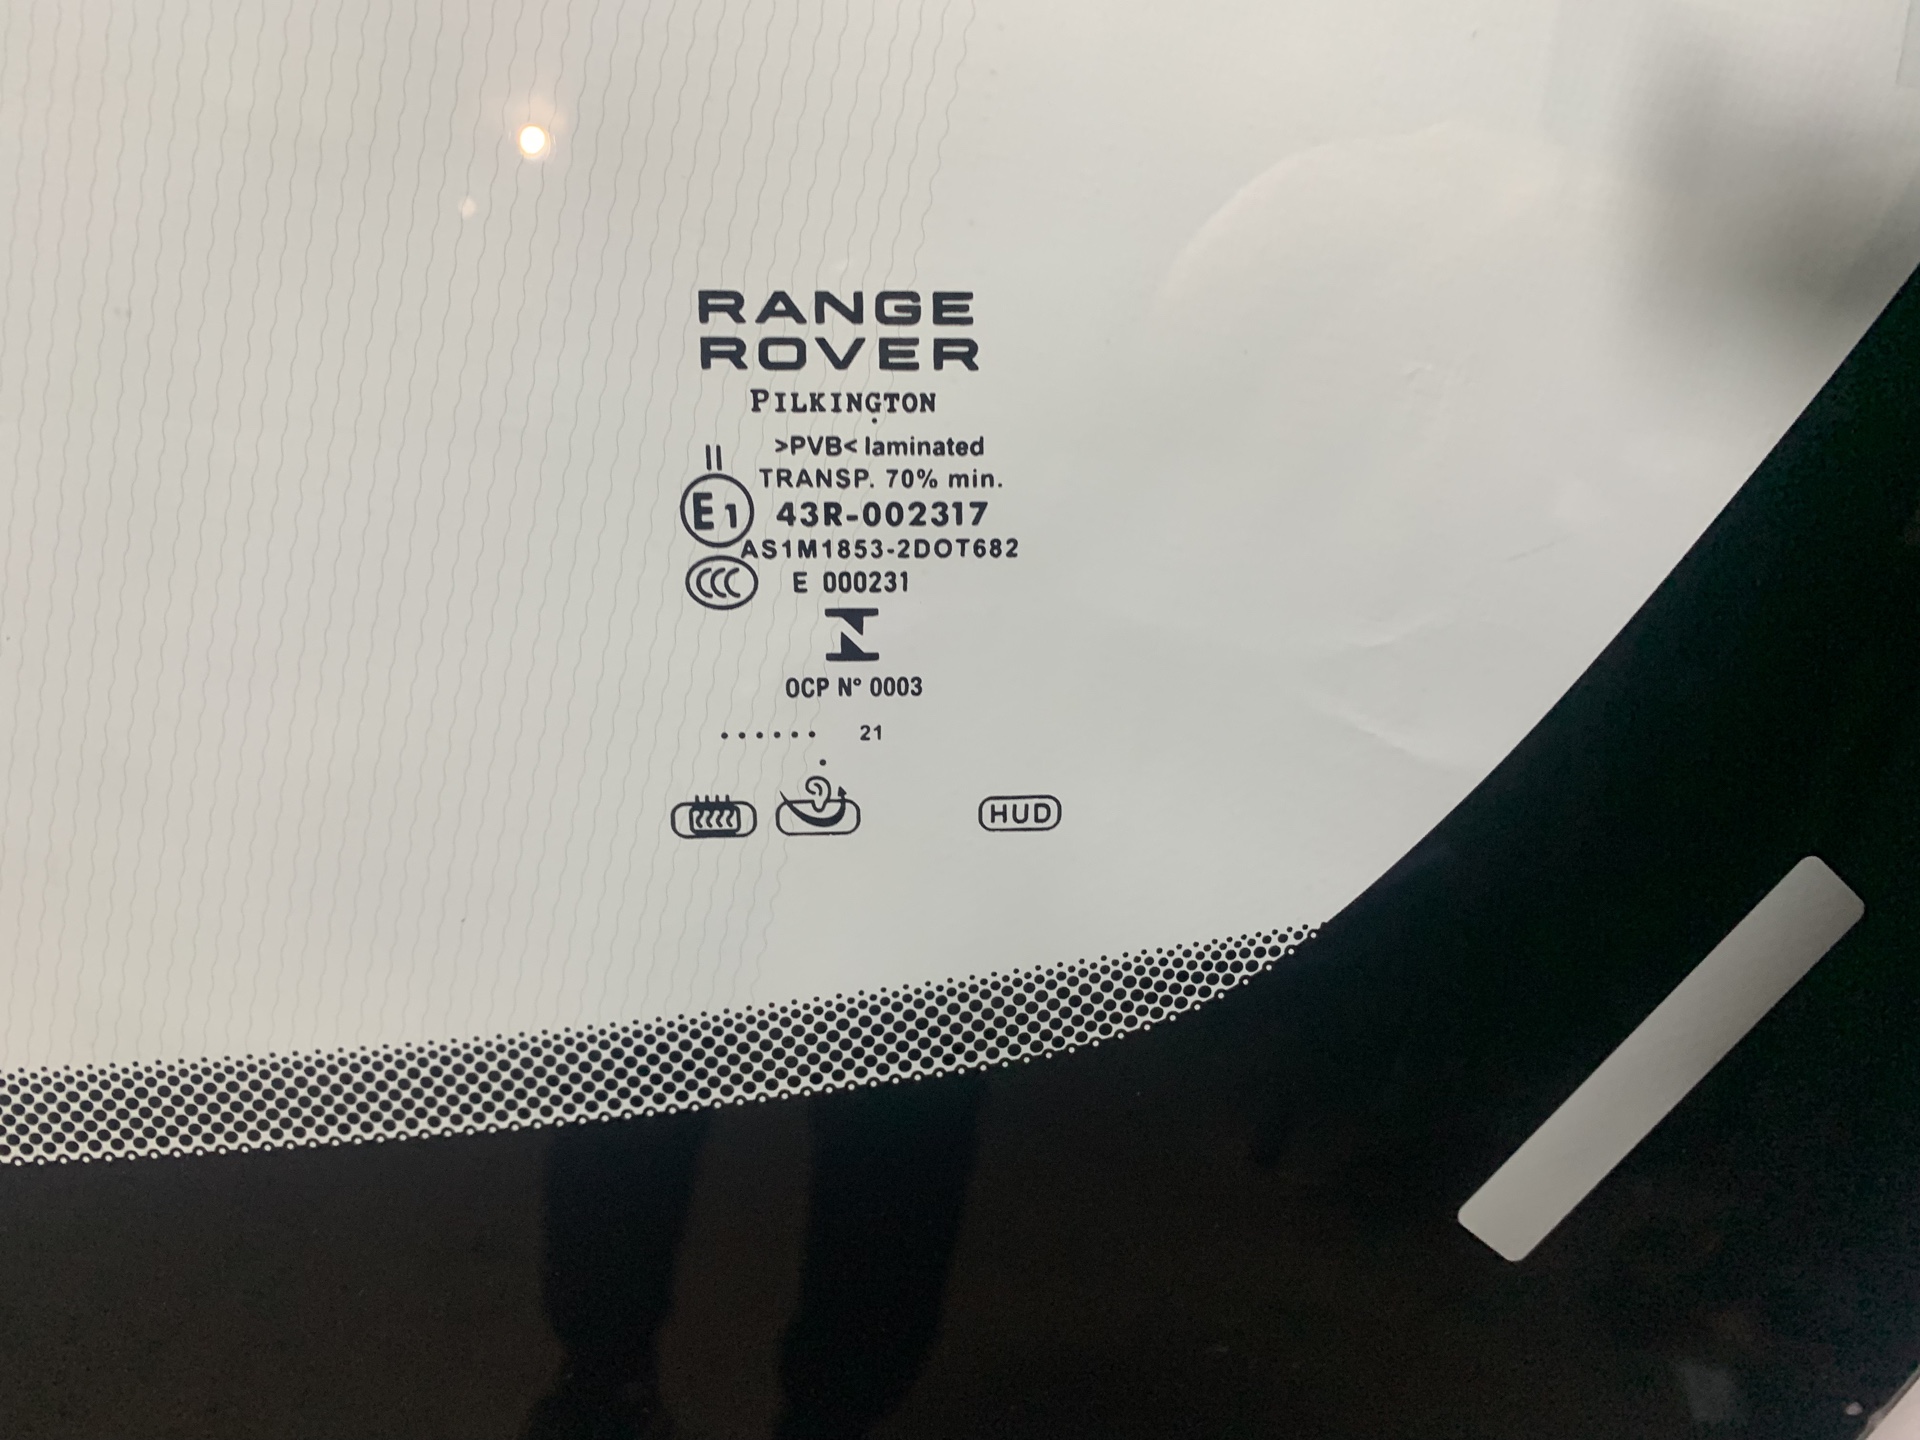 RANGE
ROVER
PILKINGTON
>PVB< laminated
II
TRANSP. 70% min.
E1 43R-002317
AS1M1853-2DOT682
CCC E 000231
OCP N° 0003
...... 21
.
HUD